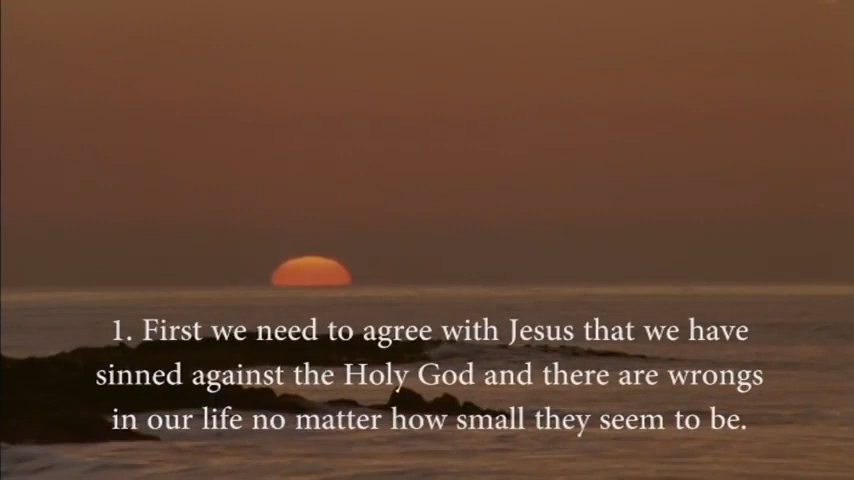 1. First we need to agree with Jesus that we have
sinned against the Holy God and there are wrongs
in our life no matter how small they seem to be.